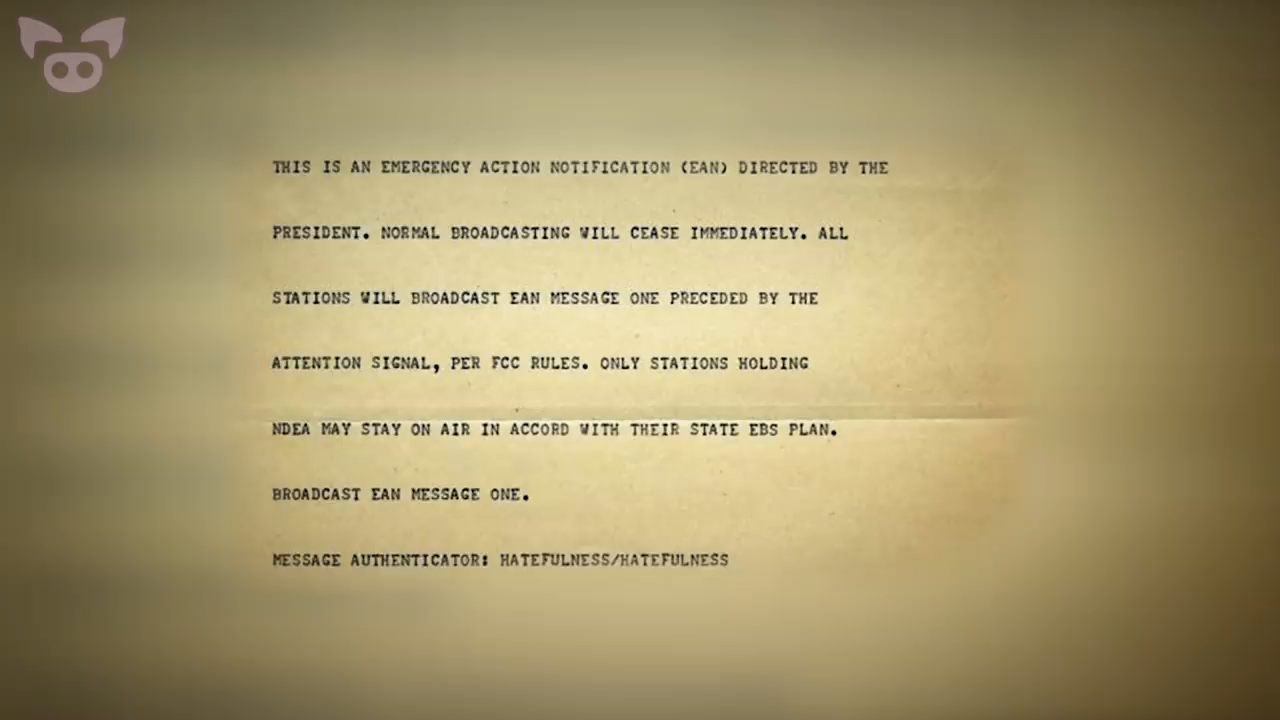 THIS IS AN EMERGENCY ACTION NOTIFICATION (EAN) DIRECTED BY THE
PRESIDENT. NORMAL BROADCASTING WILL CEASE IMMEDIATELY. ALL
STATIONS WILL BROADCAST EAN MESSAGE ONE PRECEDED BY THE
ATTENTION SIGNAL, PER FCC RULES. ONLY STATIONS HOLDING
NDEA MAY STAY ON AIR IN ACCORD WITH THEIR STATE EBS PLAN.
BROADCAST EAN MESSAGE ONE.
MESSAGE AUTHENTICATOR: HATEFULNESS/HATEFULNESS